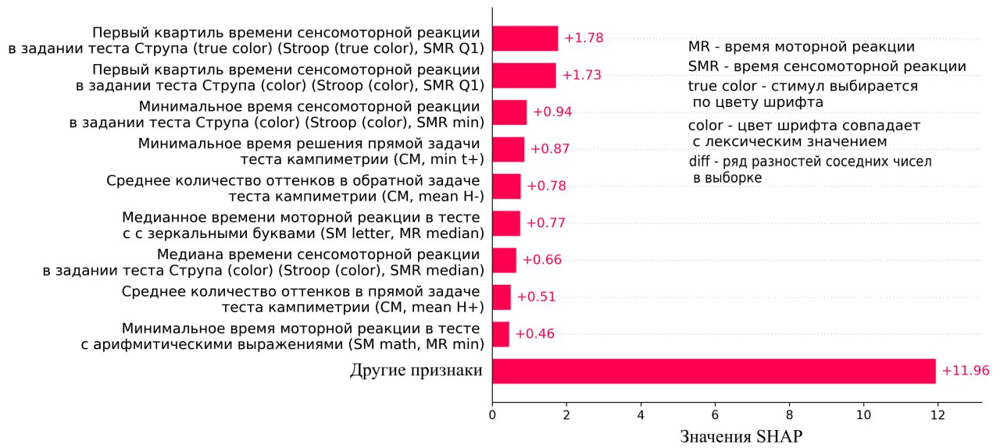 Первый квартиль времени сенсомоторной реакции
в задании теста Струпа (true color) (Stroop (true color), SMR Q1)
+1.78
Первый квартиль времени сенсомоторной реакции
в задании теста Струпа (color) (Stroop (color), SMR Q1)
+1.73
Минимальное время сенсомоторной реакции
в задании теста Струпа (color) (Stroop (color), SMR min)
+0.94
Минимальное время решения прямой задачи
теста кампиметрии (CM, min t+)
+0.87
Среднее количество оттенков в обратной задаче
теста кампиметрии (CM, mean H-)
+0.78
Медианное времени моторной реакции в тесте
с с зеркальными буквами (SM letter, MR median)
+0.77
Медиана времени сенсомоторной реакции
в задании теста Струпа (color) (Stroop (color), SMR median)
+0.66
Среднее количество оттенков в прямой задаче
теста кампиметрии (CM, mean H+)
+0.51
Минимальное время моторной реакции в тесте
с арифмитическими выражениями (SM math, MR min)
+0.46
Другие признаки
+11.96
MR - время моторной реакции
SMR - время сенсомоторной реакции
true color - стимул выбирается
по цвету шрифта
color - цвет шрифта совпадает
с лексическим значением
diff - ряд разностей соседних чисел
в выборке
0 2 4 6 8 10 12
Значения SHAP